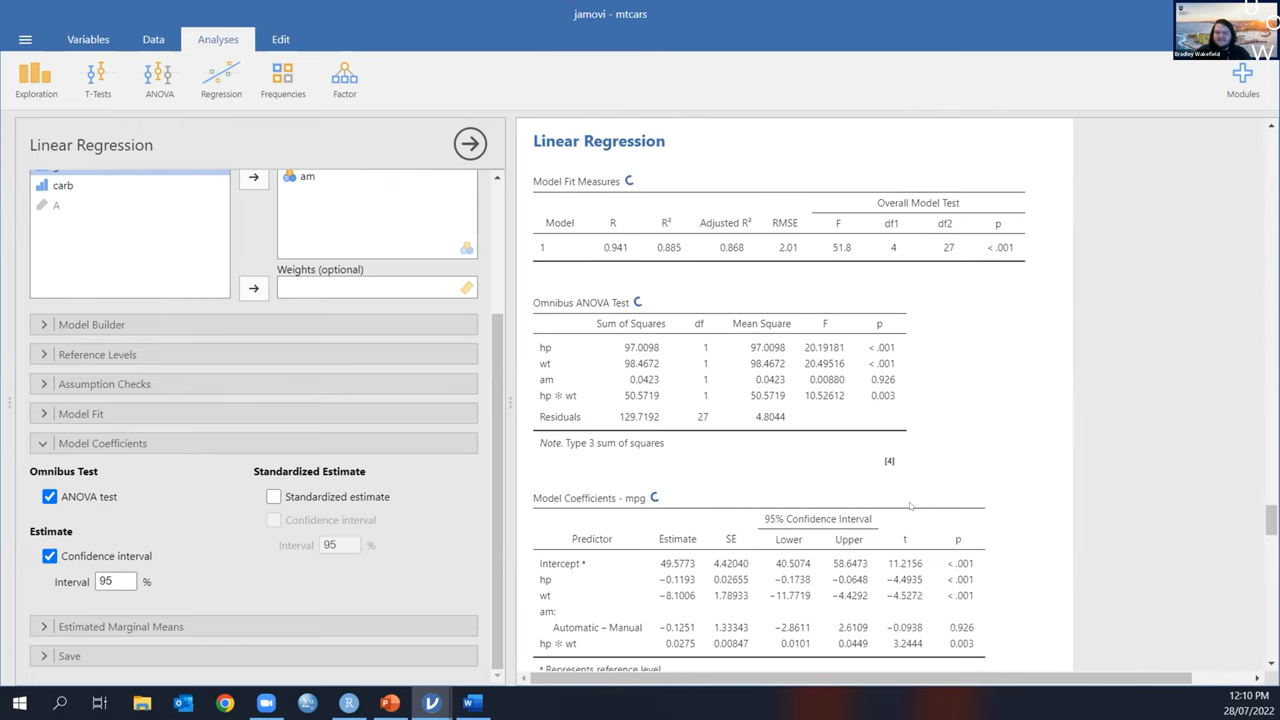 jamovi - mtcars
Variables Data Analyses Edit
Exploration T-Tests ANOVA Regression Frequencies Factor Modules
Bradley Wakefield
Linear Regression
carb
A
am
Weights (optional)
Model Builder
Reference Levels
Assumption Checks
Model Fit
Model Coefficients
Omnibus Test
ANOVA test
Estimate
Confidence interval
Interval 95 %
Standardized Estimate
Standardized estimate
Confidence interval
Interval 95 %
Estimated Marginal Means
Save
Linear Regression
Model Fit Measures
Overall Model Test
Model R R² Adjusted R² RMSE F df1 df2 p
1 0.941 0.885 0.868 2.01 51.8 4 27 < .001
Omnibus ANOVA Test
Sum of Squares df Mean Square F p
hp 97.0098 1 97.0098 20.19181 < .001
wt 98.4672 1 98.4672 20.49516 < .001
am 0.0423 1 0.0423 0.00880 0.926
hp ✻ wt 50.5719 1 50.5719 10.52612 0.003
Residuals 129.7192 27 4.8044
Note. Type 3 sum of squares
[4]
Model Coefficients - mpg
95% Confidence Interval
Predictor Estimate SE Lower Upper t p
Intercept ᵃ 49.5773 4.42040 40.5074 58.6473 11.2156 < .001
hp −0.1193 0.02655 −0.1738 −0.0648 −4.4935 < .001
wt −8.1006 1.78933 −11.7719 −4.4292 −4.5272 < .001
am:
Automatic – Manual −0.1251 1.33343 −2.8611 2.6109 −0.0938 0.926
hp ✻ wt 0.0275 0.00847 0.0101 0.0449 3.2444 0.003
ᵃ Represents reference level
12:10 PM
28/07/2022